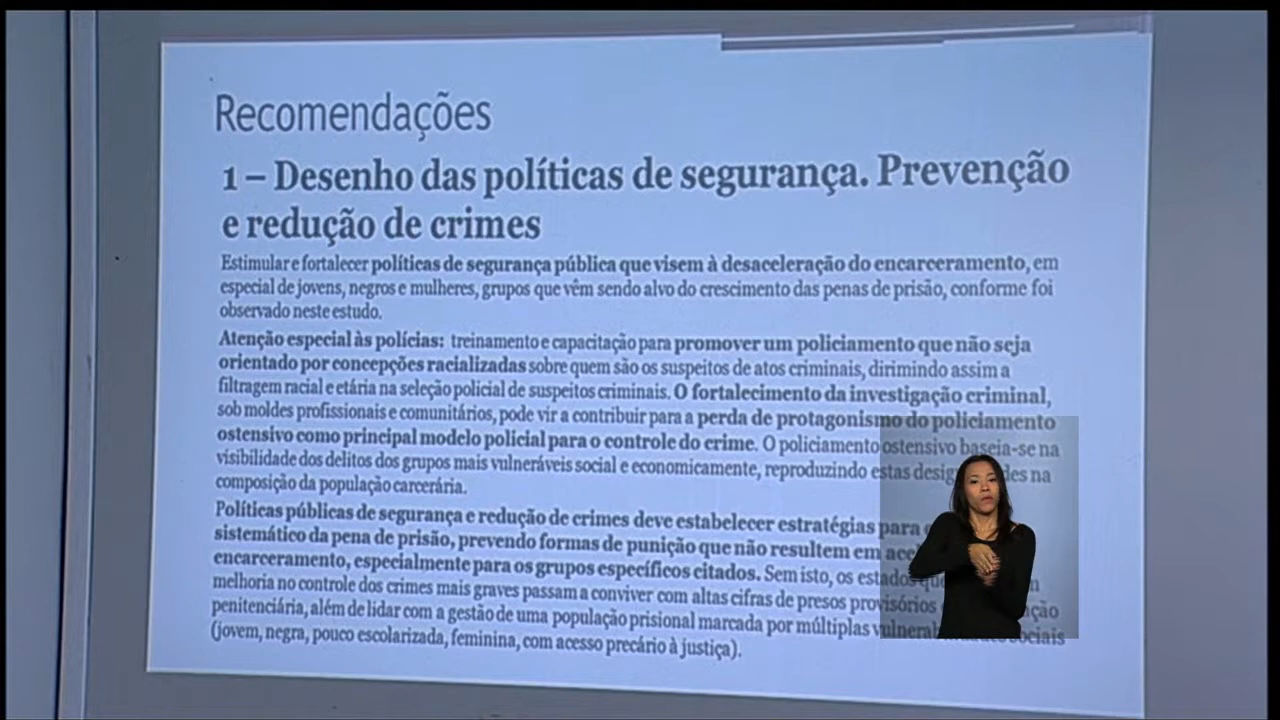 Recomendações
1 – Desenho das políticas de segurança. Prevenção
e redução de crimes
Estimular e fortalecer políticas de segurança pública que visem à desaceleração do encarceramento, em
especial de jovens, negros e mulheres, grupos que vêm sendo alvo do crescimento das penas de prisão, conforme foi
observado neste estudo.
Atenção especial às polícias: treinamento e capacitação para promover um policiamento que não seja
orientado por concepções racializadas sobre quem são os suspeitos de atos criminais, dirimindo assim a
filtragem racial e etária na seleção policial de suspeitos criminais. O fortalecimento da investigação criminal,
sob moldes profissionais e comunitários, pode vir a contribuir para a perda de protagonismo do policiamento
ostensivo como principal modelo policial para o controle do crime. O policiamento ostensivo baseia-se na
visibilidade dos delitos dos grupos mais vulneráveis social e economicamente, reproduzindo estas desigualdades na
composição da população carcerária.
Políticas públicas de segurança e redução de crimes deve estabelecer estratégias para
sistemático da pena de prisão, prevendo formas de punição que não resultem em
encarceramento, especialmente para os grupos específicos citados. Sem isto, os estados
melhoria no controle dos crimes mais graves passam a conviver com altas cifras de presos provisórios
penitenciária, além de lidar com a gestão de uma população prisional marcada por múltiplas sociais
(jovem, negra, pouco escolarizada, feminina, com acesso precário à justiça).